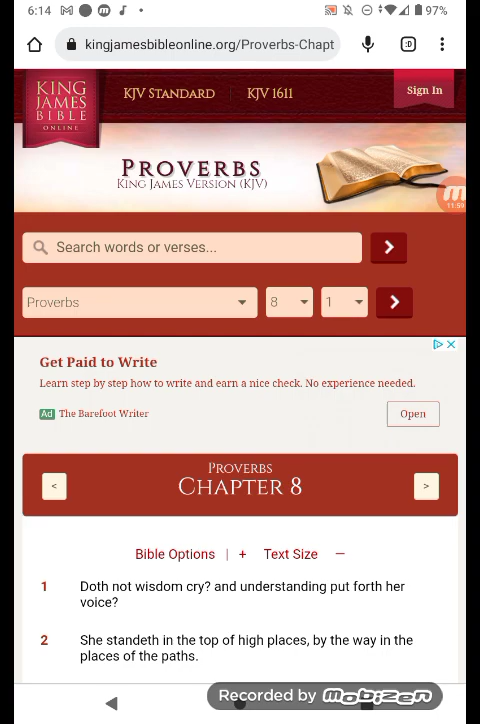 6:14
97%
kingjamesbibleonline.org/Proverbs-Chapt
:D
KING
JAMES
BIBLE
ONLINE
KJV STANDARD
KJV 1611
Sign In
PROVERBS
KING JAMES VERSION (KJV)
11:59
Search words or verses...
Proverbs
8
1
Get Paid to Write
Learn step by step how to write and earn a nice check. No experience needed.
Ad The Barefoot Writer
Open
PROVERBS
CHAPTER 8
<
>
Bible Options | + Text Size −
1 Doth not wisdom cry? and understanding put forth her
voice?
2 She standeth in the top of high places, by the way in the
places of the paths.
Recorded by mobizen